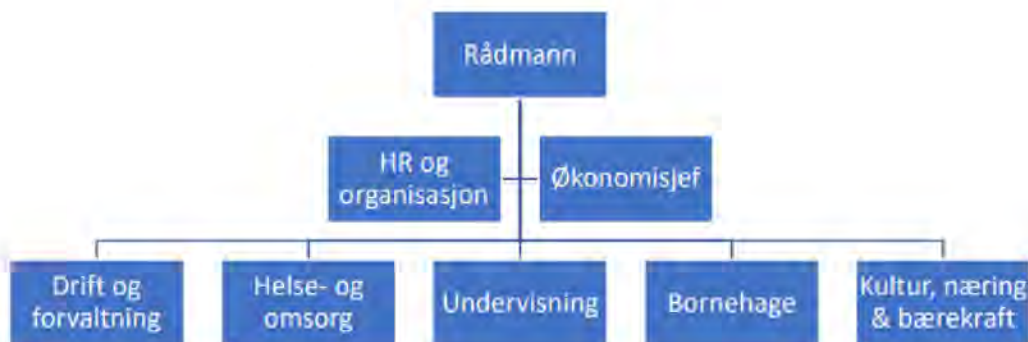 Rådmann
HR og
organisasjon
Økonomisjef
Drift og
forvaltning
Helse- og
omsorg
Undervisning
Bornehage
Kultur, næring
& bærekraft